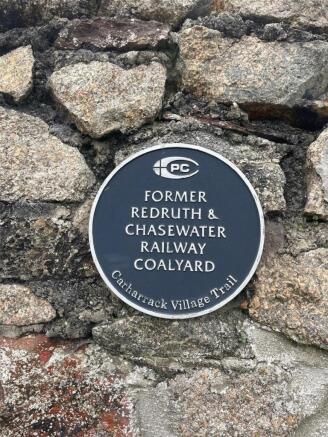 PC
FORMER
REDRUTH &
CHASEWATER
RAILWAY
COALYARD
Carharrack Village Trail